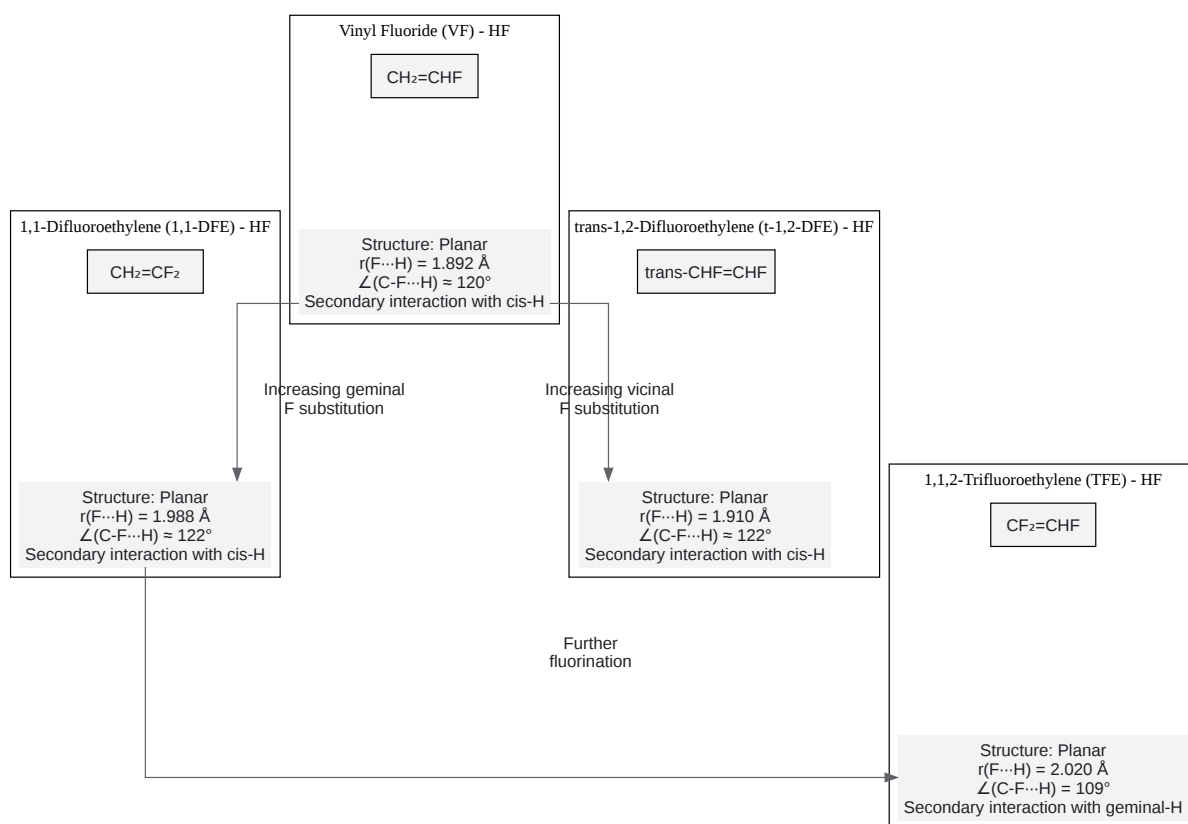 Vinyl Fluoride (VF) - HF
CH₂=CHF
Structure: Planar
r(F···H) = 1.892 Å
∠(C-F···H) ≈ 120°
Secondary interaction with cis-H
1,1-Difluoroethylene (1,1-DFE) - HF
CH₂=CF₂
trans-1,2-Difluoroethylene (t-1,2-DFE) - HF
trans-CHF=CHF
Increasing geminal
F substitution
Increasing vicinal
F substitution
Structure: Planar
r(F···H) = 1.988 Å
∠(C-F···H) ≈ 122°
Secondary interaction with cis-H
Structure: Planar
r(F···H) = 1.910 Å
∠(C-F···H) ≈ 122°
Secondary interaction with cis-H
1,1,2-Trifluoroethylene (TFE) - HF
CF₂=CHF
Further
fluorination
Structure: Planar
r(F···H) = 2.020 Å
∠(C-F···H) = 109°
Secondary interaction with geminal-H